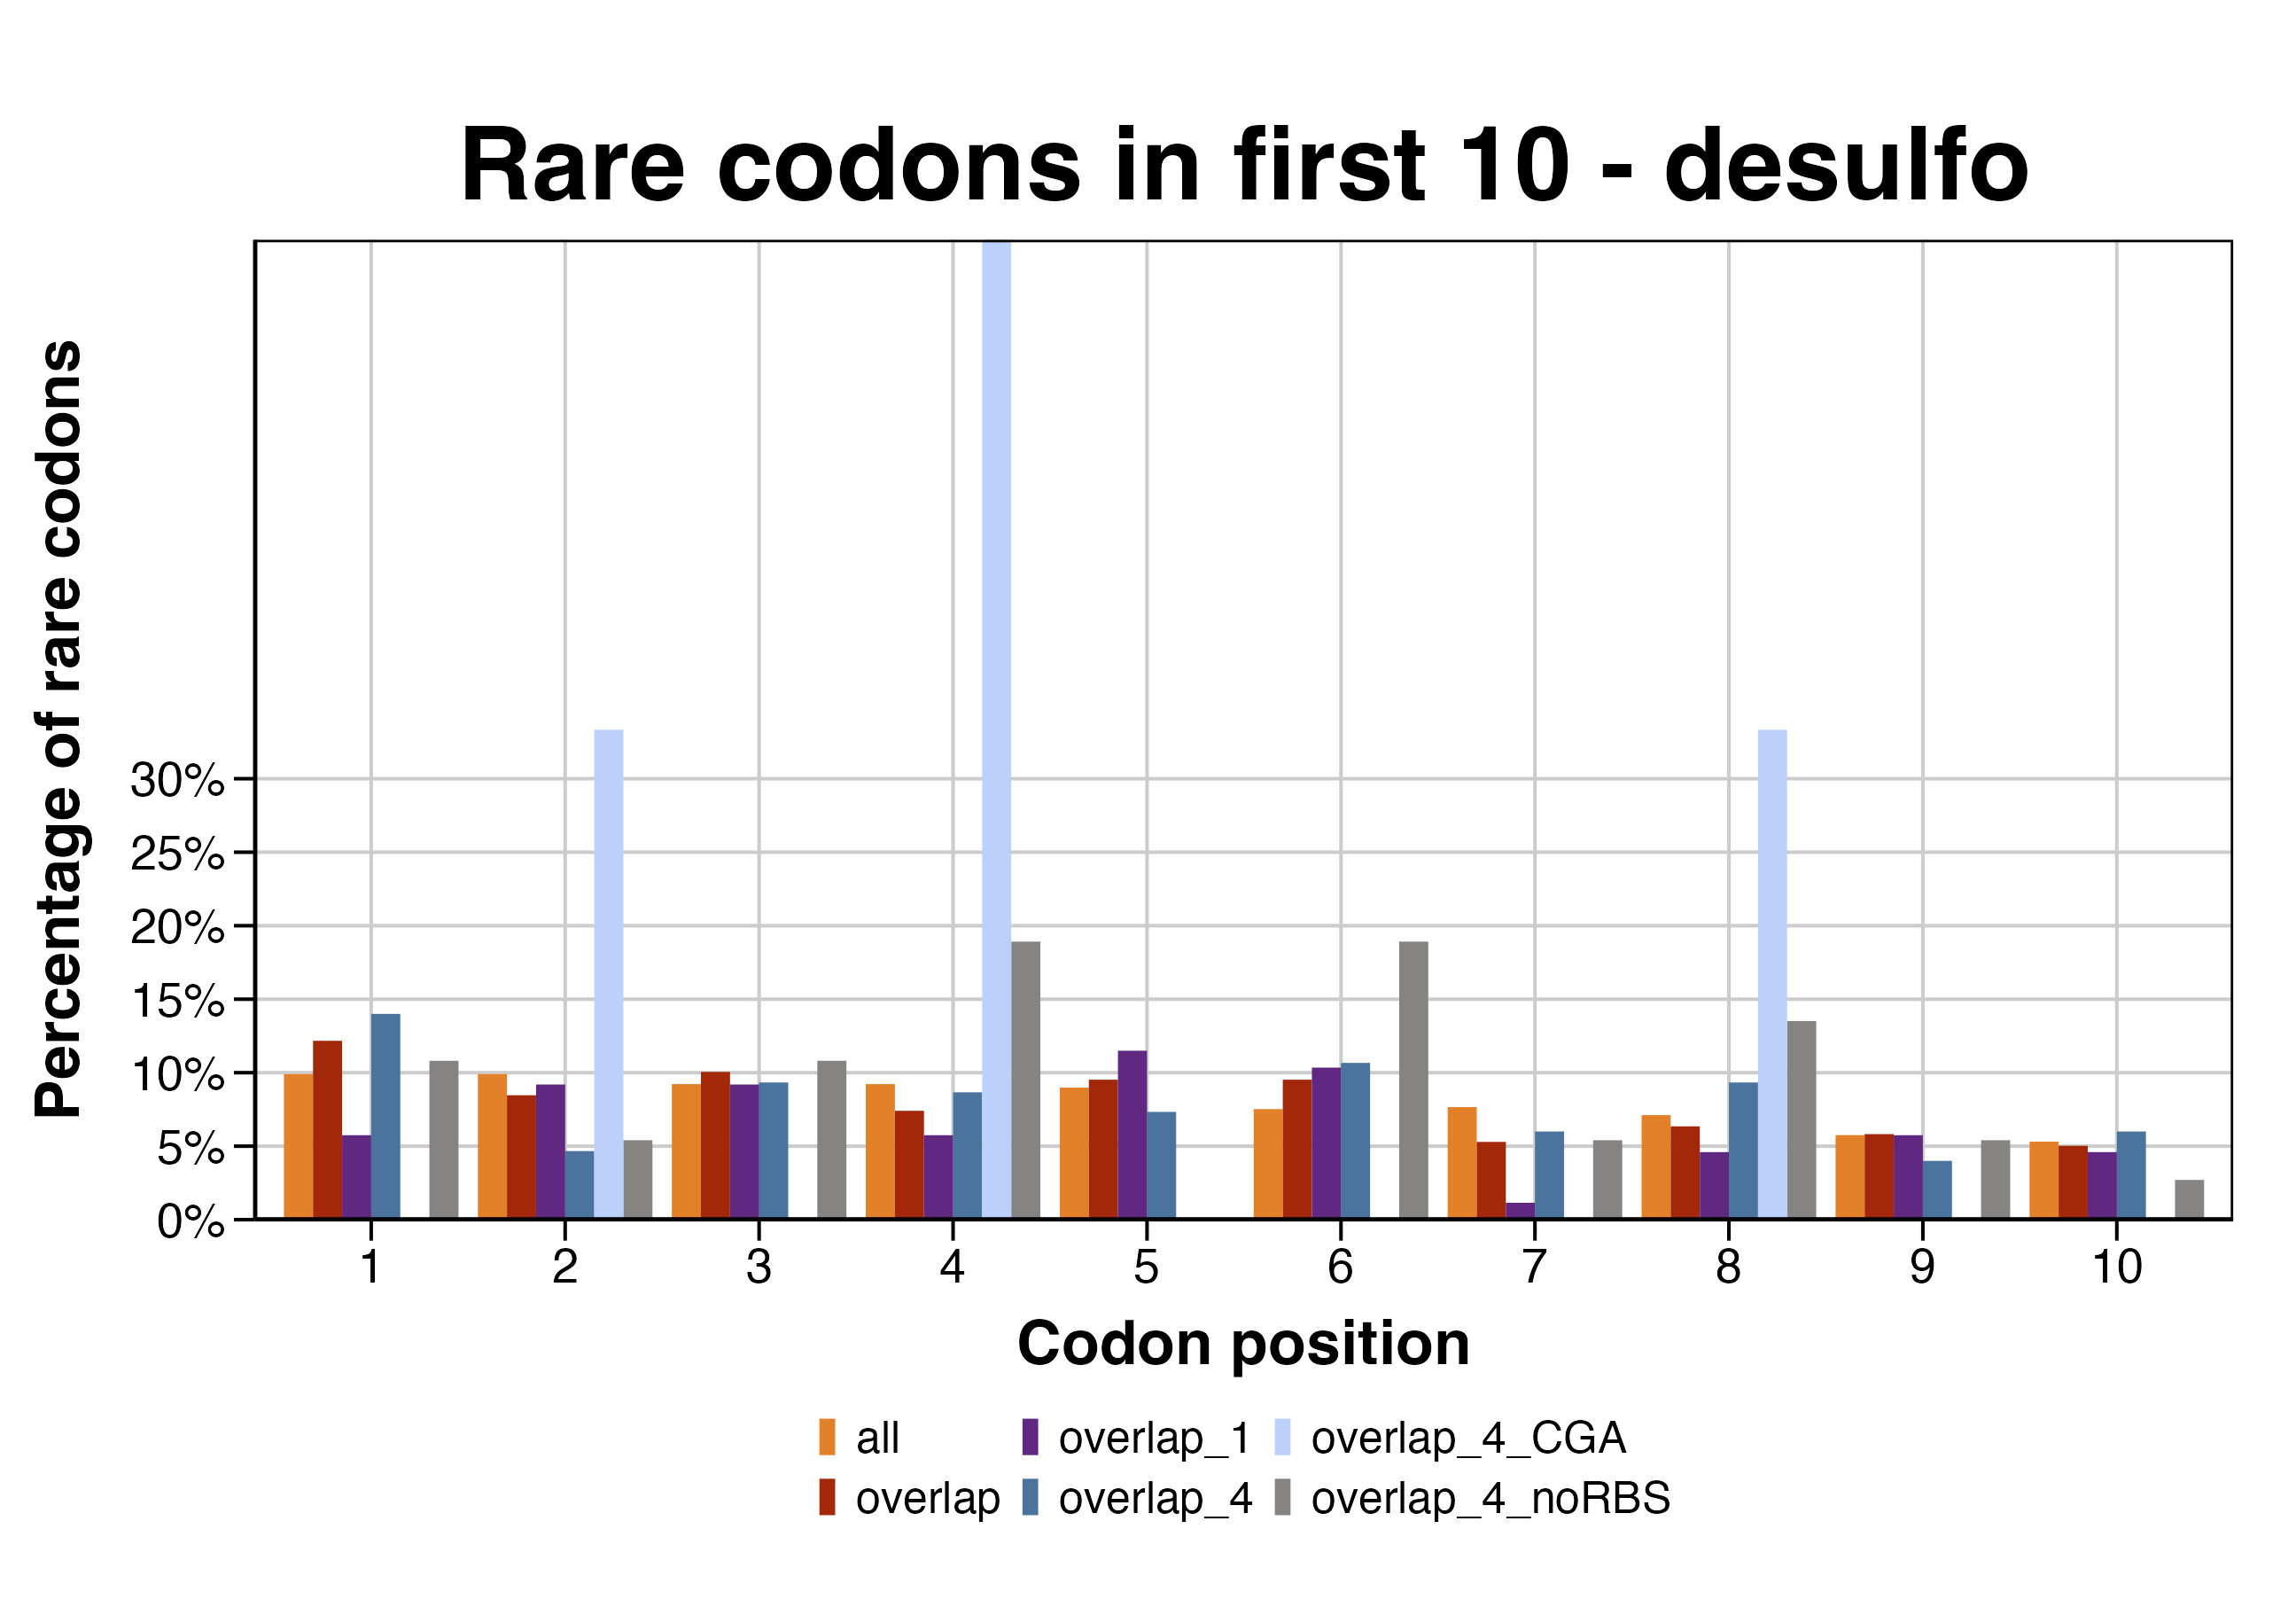 Rare codons in first 10 - desulfo
Percentage of rare codons
30%
25%
20%
15%
10%
5%
0%
1 2 3 4 5 6 7 8 9 10
Codon position
all overlap_1 overlap_4_CGA
overlap overlap_4 overlap_4_noRBS